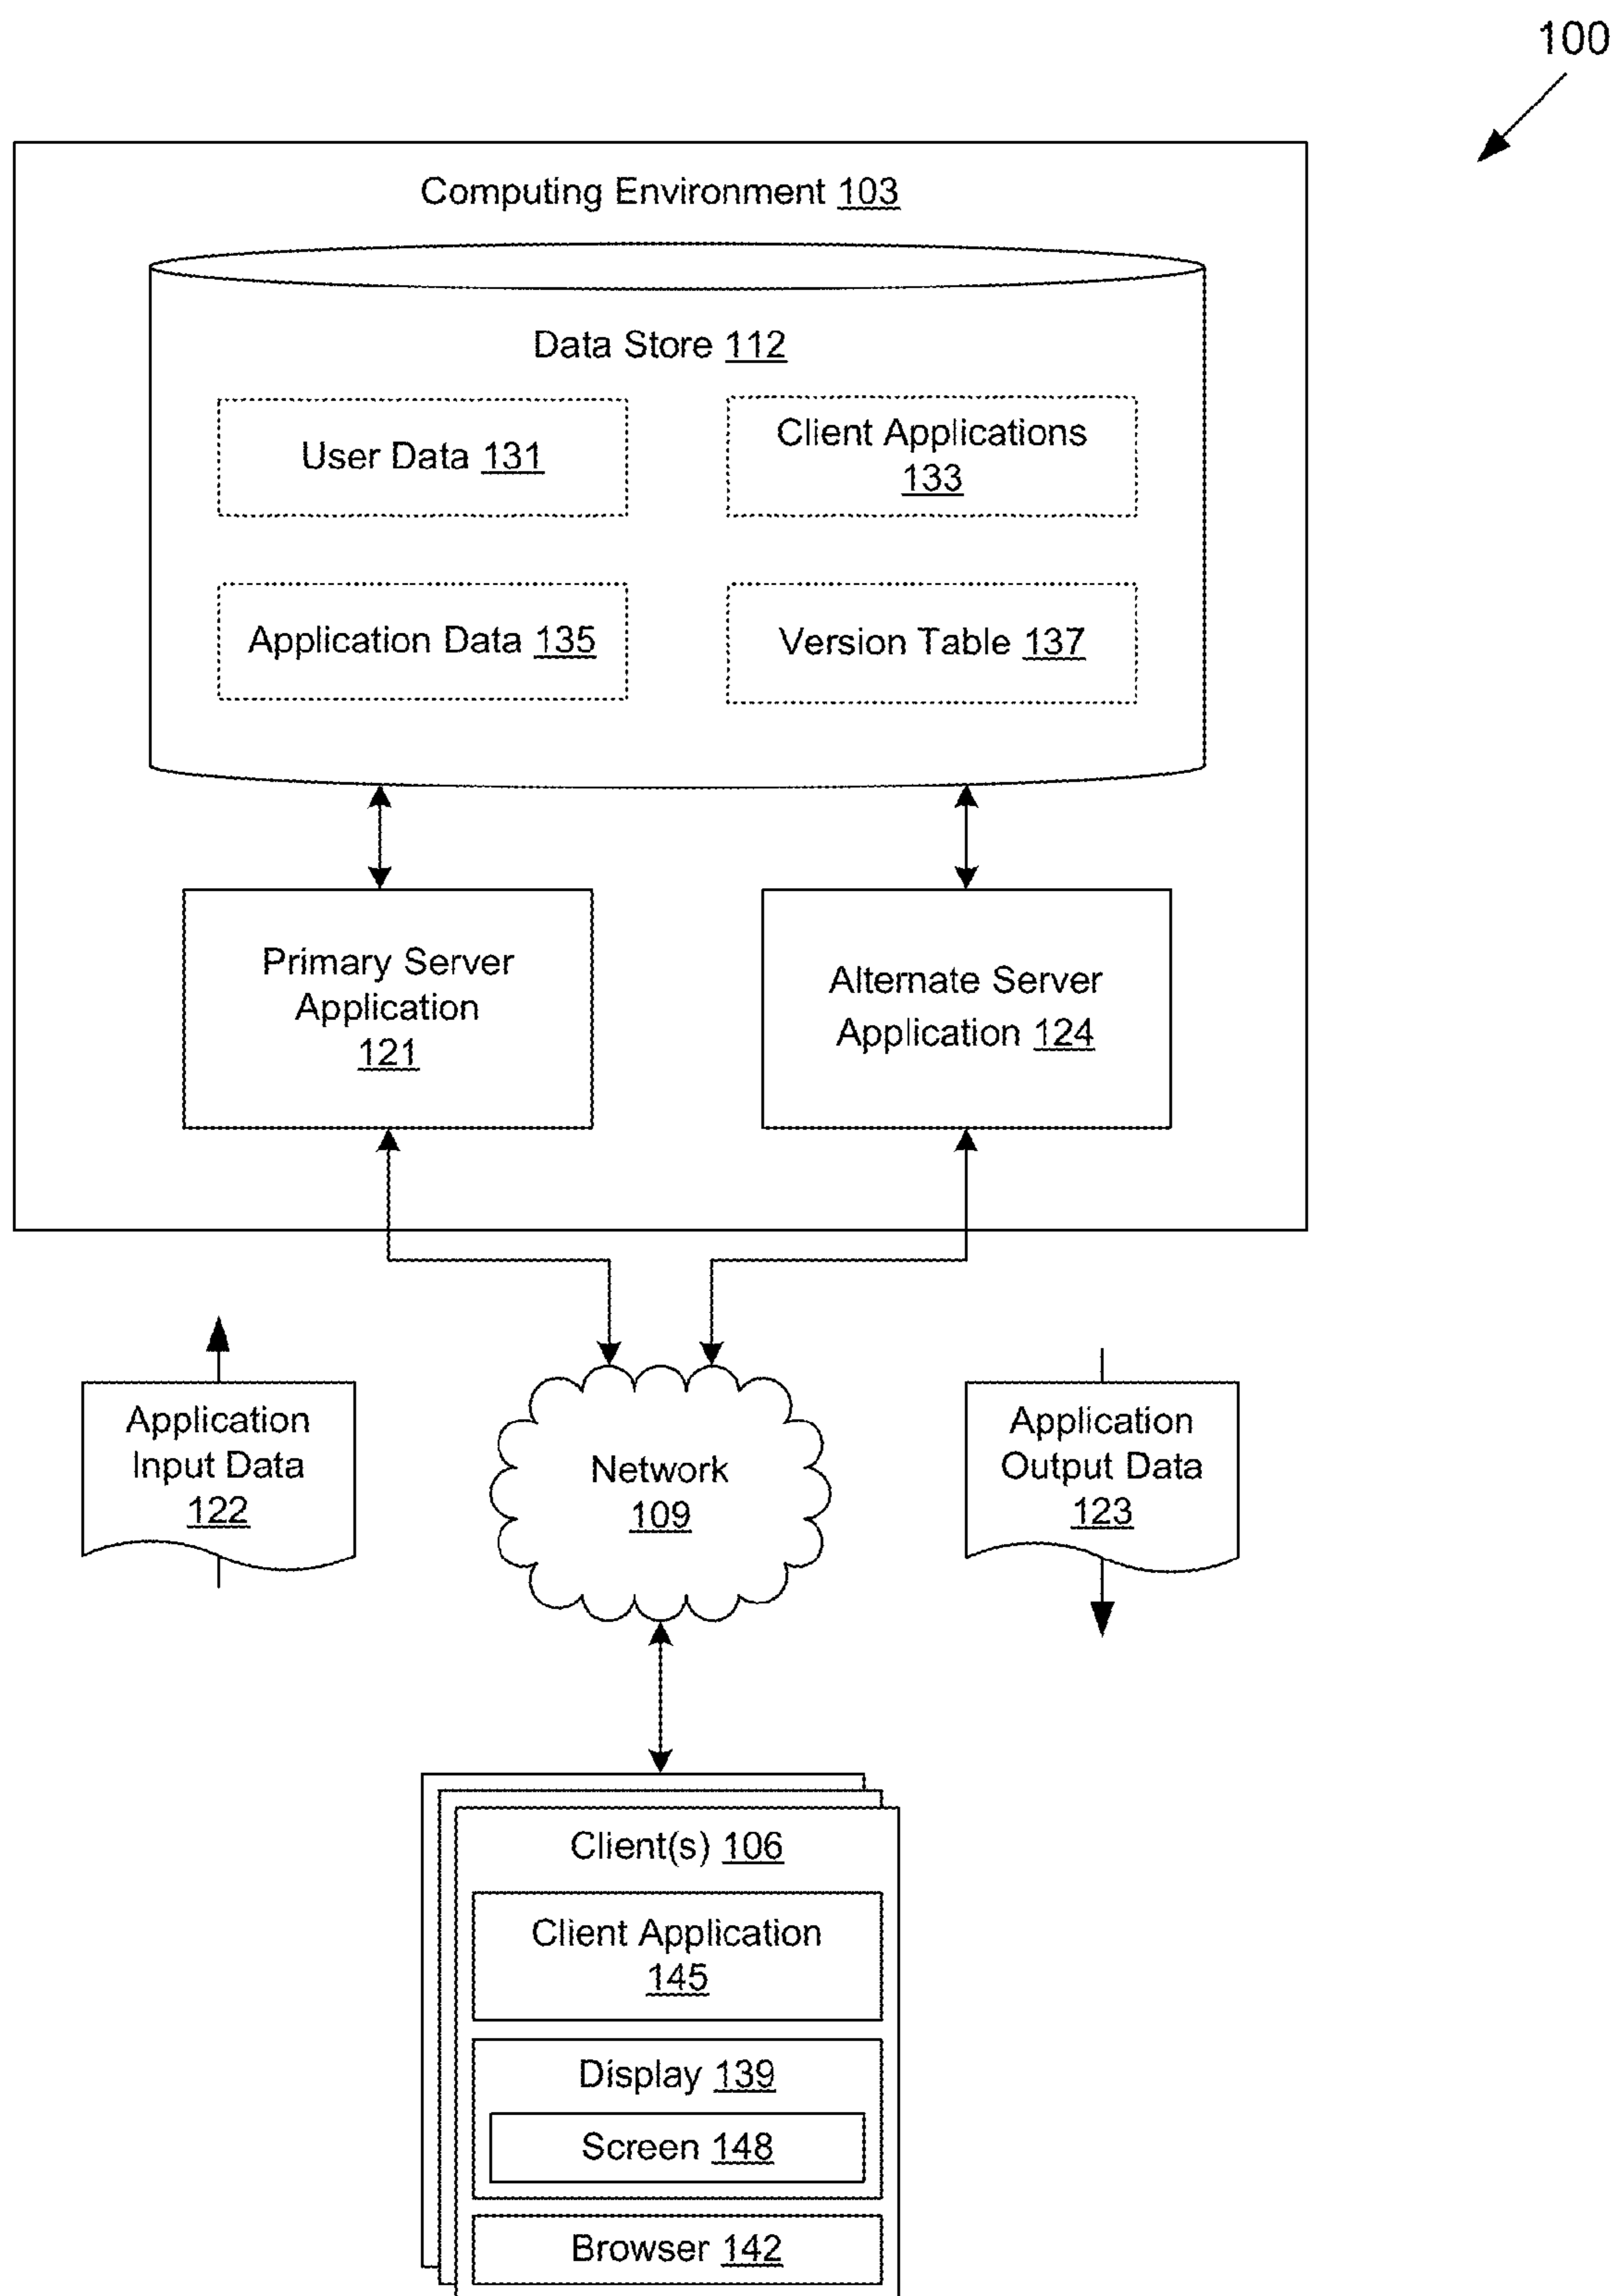 100
Computing Environment 103
Data Store 112
User Data 131
Client Applications
133
Application Data 135
Version Table 137
Primary Server
Application
121
Alternate Server
Application 124
Application
Input Data
122
Network
109
Application
Output Data
123
Client(s) 106
Client Application
145
Display 139
Screen 148
Browser 142